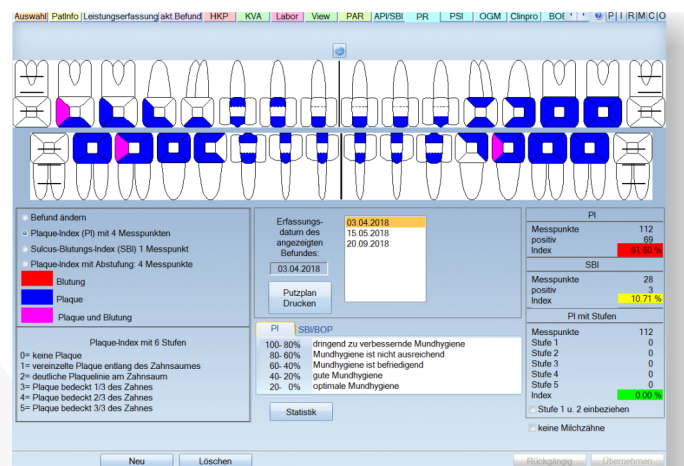 Auswahl PatInfo Leistungserfassung akt.Befund HKP KVA Labor View PAR API/SBI PR PSI OGM Clinpro P I R M C O
Befund ändern
Plaque-Index (PI) mit 4 Messpunkten
Sulcus-Blutungs-Index (SBI) 1 Messpunkt
Plaque-Index mit Abstufung: 4 Messpunkte
Blutung
Plaque
Plaque und Blutung
Plaque-Index mit 6 Stufen
0= keine Plaque
1= vereinzelte Plaque entlang des Zahnsaumes
2= deutliche Plaquelinie am Zahnsaum
3= Plaque bedeckt 1/3 des Zahnes
4= Plaque bedeckt 2/3 des Zahnes
5= Plaque bedeckt 3/3 des Zahnes
Erfassungs-
datum des
angezeigten
Befundes:
03.04.2018
Putzplan
Drucken
03.04.2018
15.05.2018
20.09.2018
PI SBI/BOP
100- 80% dringend zu verbessernde Mundhygiene
80- 60% Mundhygiene ist nicht ausreichend
60- 40% Mundhygiene ist befriedigend
40- 20% gute Mundhygiene
20- 0% optimale Mundhygiene
Statistik
PI
Messpunkte 112
positiv 69
Index 61.60 %
SBI
Messpunkte 28
positiv 3
Index 10.71 %
PI mit Stufen
Messpunkte 112
Stufe 1 0
Stufe 2 0
Stufe 3 0
Stufe 4 0
Stufe 5 0
Index 0.00 %
Stufe 1 u. 2 einbeziehen
keine Milchzähne
Neu Löschen Rückgängig Übernehmen